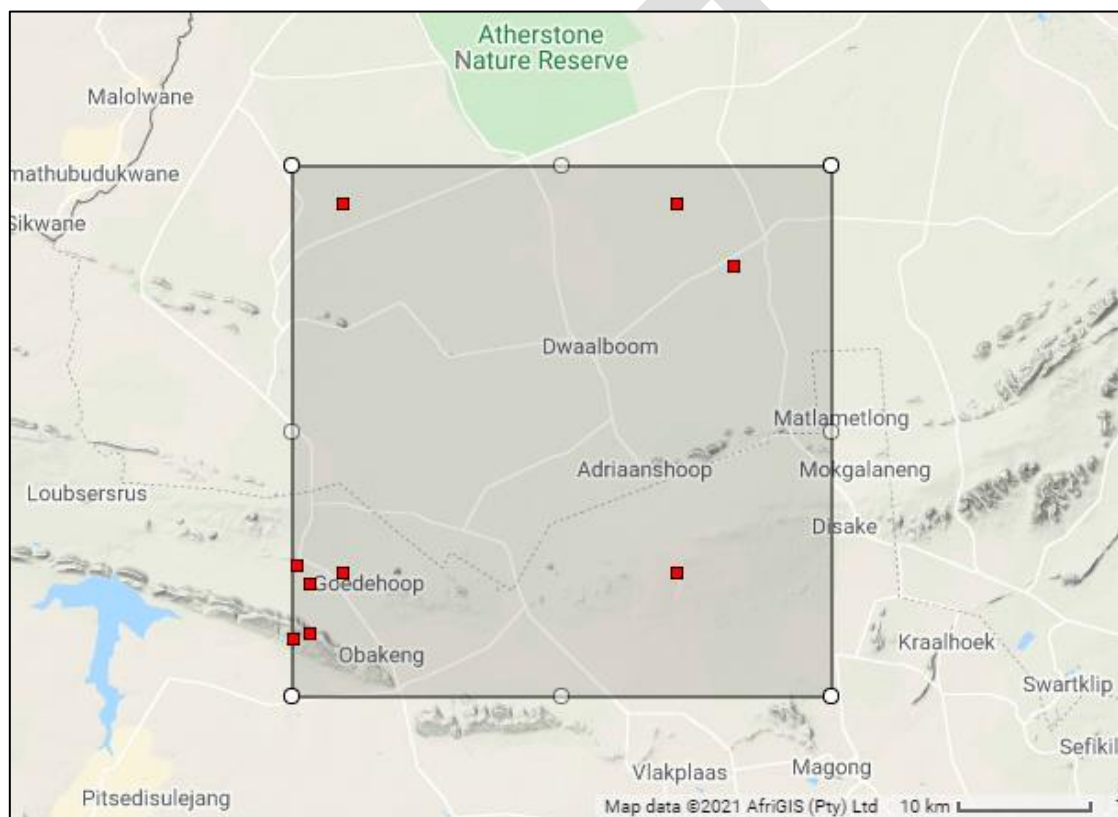 Atherstone
Nature Reserve
Malolwane
mathubudukwane
Sikwane
Dwaalboom
Matlametlong
Adriaanshoop
Mokgalaneng
Loubsersrus
Disake
Goedehoop
Obakeng
Kraalhoek
Swartklip
Sefikil
Vlakplaas
Magong
Pitsedisulejang
Map data ©2021 AfriGIS (Pty) Ltd 10 km